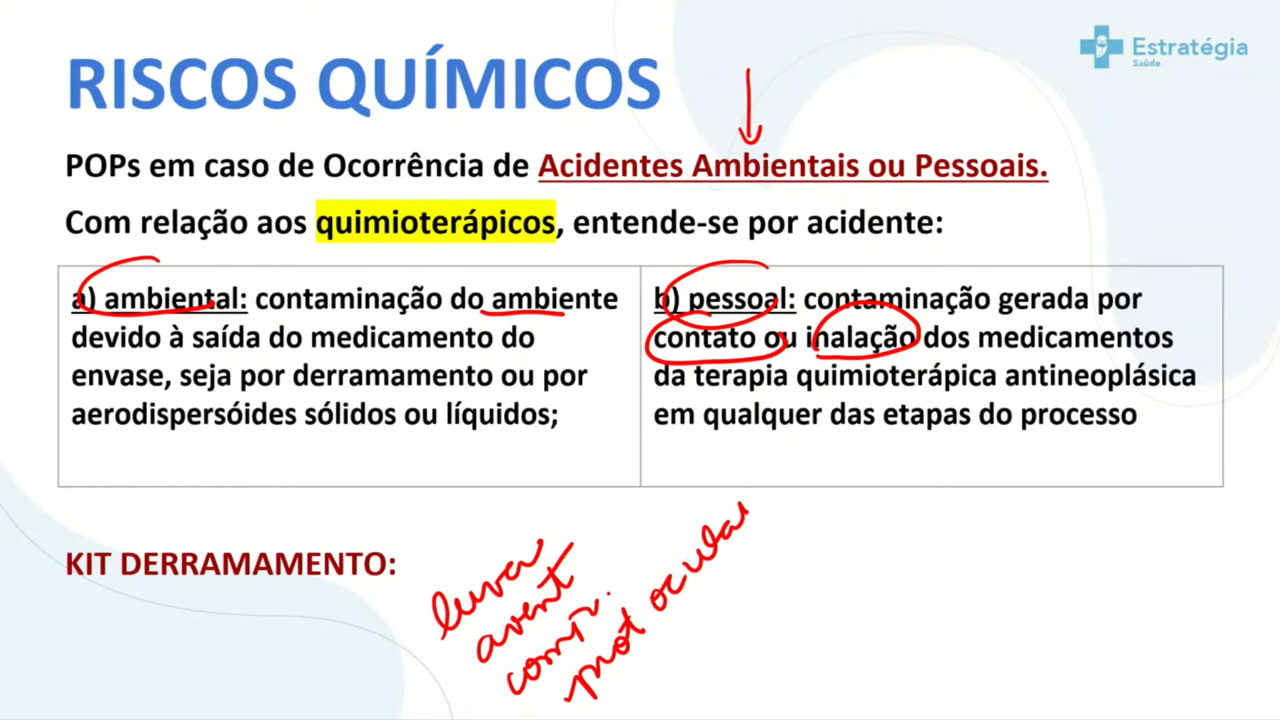 Estratégia
Saúde
RISCOS QUÍMICOS
POPs em caso de Ocorrência de Acidentes Ambientais ou Pessoais.
Com relação aos quimioterápicos, entende-se por acidente:
a) ambiental: contaminação do ambiente
devido à saída do medicamento do
envase, seja por derramamento ou por
aerodispersóides sólidos ou líquidos;
b) pessoal: contaminação gerada por
contato ou inalação dos medicamentos
da terapia quimioterápica antineoplásica
em qualquer das etapas do processo
KIT DERRAMAMENTO:
luva
avent
prot ocular